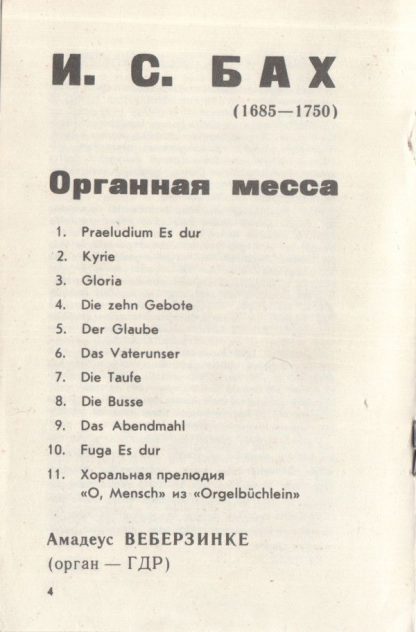 И. С. БАХ
(1685—1750)
Органная месса
1. Praeludium Es dur
2. Kyrie
3. Gloria
4. Die zehn Gebote
5. Der Glaube
6. Das Vaterunser
7. Die Taufe
8. Die Busse
9. Das Abendmahl
10. Fuga Es dur
11. Хоральная прелюдия
«O, Mensch» из «Orgelbüchlein»
Амадеус ВЕБЕРЗИНКЕ
(орган — ГДР)
4